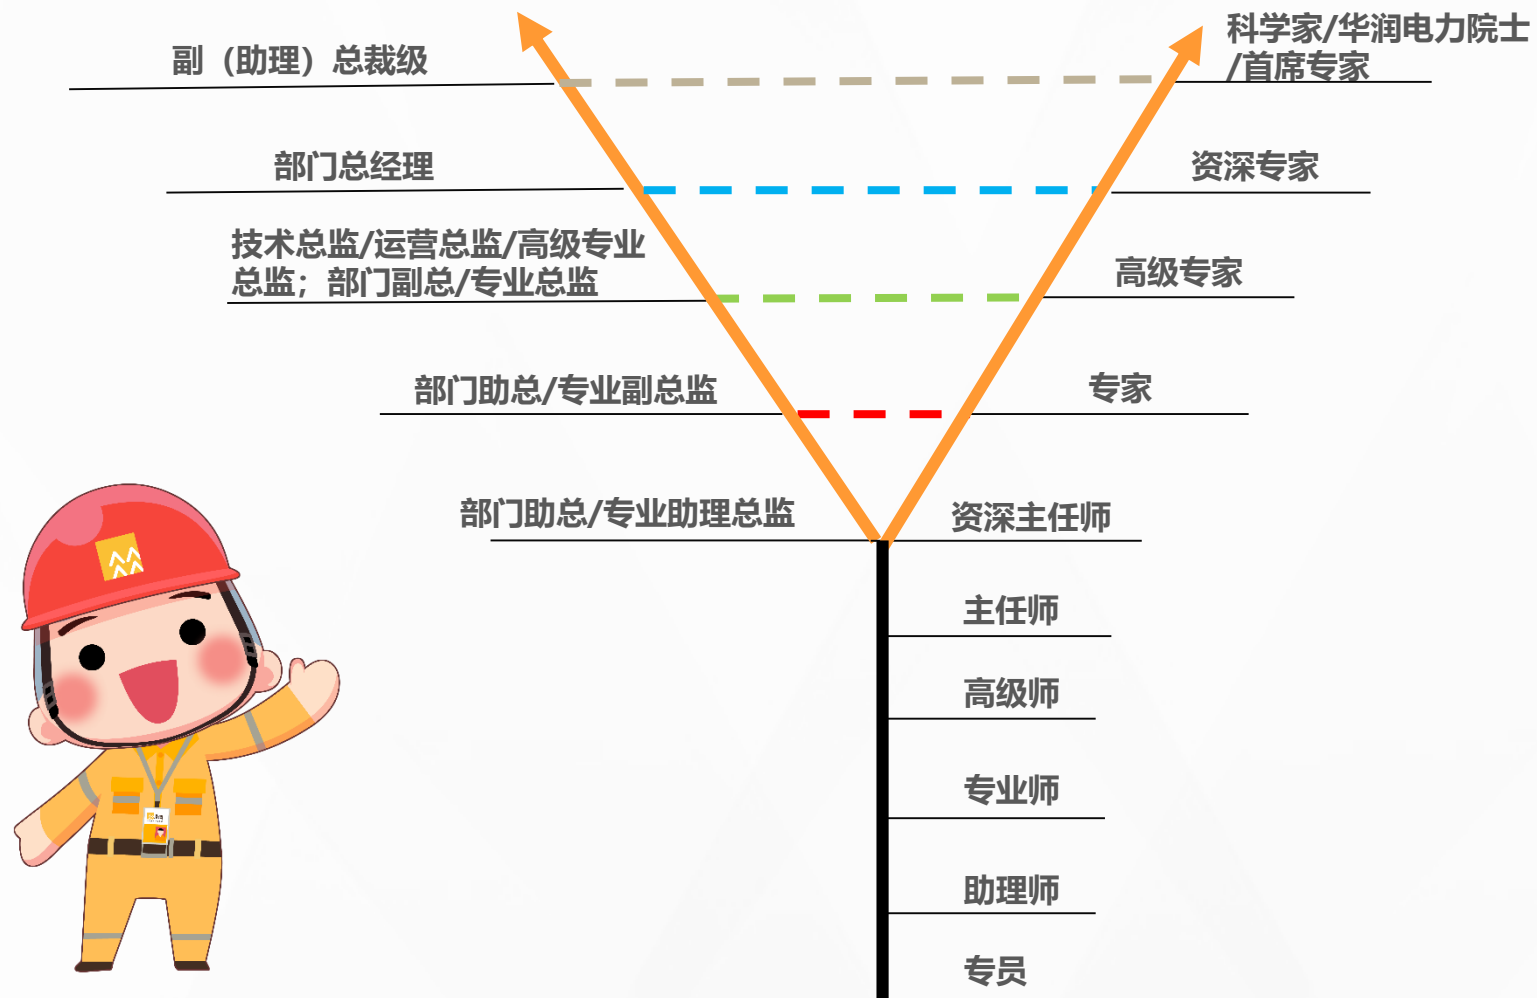 副（助理）总裁级
科学家/华润电力院士
/首席专家
部门总经理
资深专家
技术总监/运营总监/高级专业
总监；部门副总/专业总监
高级专家
部门助总/专业副总监
专家
部门助总/专业助理总监
资深主任师
主任师
高级师
专业师
助理师
专员